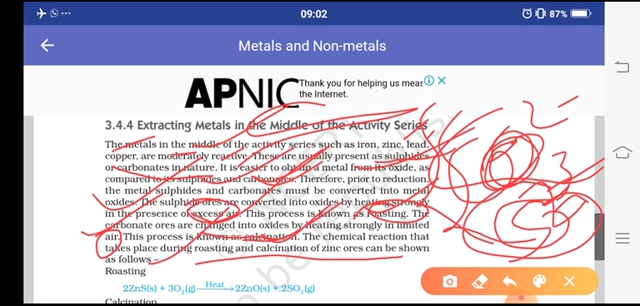 09:02
87%
Metals and Non-metals
APNIC
Thank you for helping us meas
the Internet.
3.4.4 Extracting Metals in the Middle of the Activity Series
The metals in the middle of the activity series such as iron, zinc, lead,
copper, are moderately reactive. These are usually present as sulphides
or carbonates in nature. It is easier to obtain a metal from its oxide, as
compared to its sulphides and carbonates. Therefore, prior to reduction,
the metal sulphides and carbonates must be converted into metal
oxides. The sulphide ores are converted into oxides by heating strongly
in the presence of excess air. This process is known as roasting. The
carbonate ores are changed into oxides by heating strongly in limited
air. This process is known as calcination. The chemical reaction that
takes place during roasting and calcination of zinc ores can be shown
as follows –
Roasting
2ZnS(s) + 3O₂(g) Heat→ 2ZnO(s) + 2SO₂(g)
Calcination